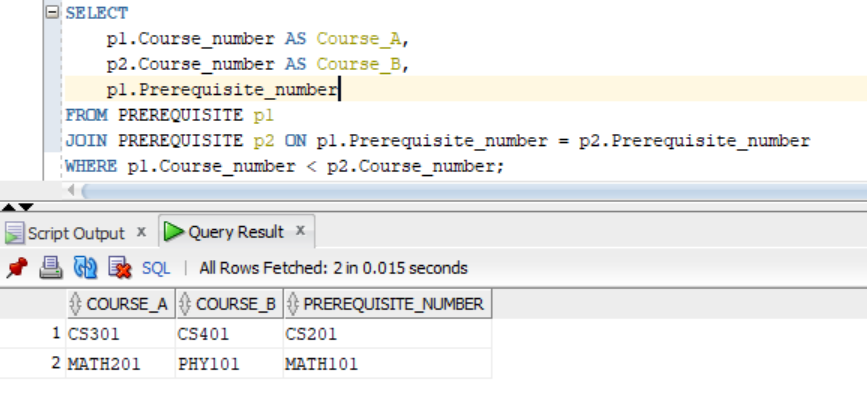 SELECT
p1.Course_number AS Course_A,
p2.Course_number AS Course_B,
p1.Prerequisite_number
FROM PREREQUISITE p1
JOIN PREREQUISITE p2 ON p1.Prerequisite_number = p2.Prerequisite_number
WHERE p1.Course_number < p2.Course_number;
Script Output x Query Result x
SQL | All Rows Fetched: 2 in 0.015 seconds
COURSE_A COURSE_B PREREQUISITE_NUMBER
1 CS301 CS401 CS201
2 MATH201 PHY101 MATH101